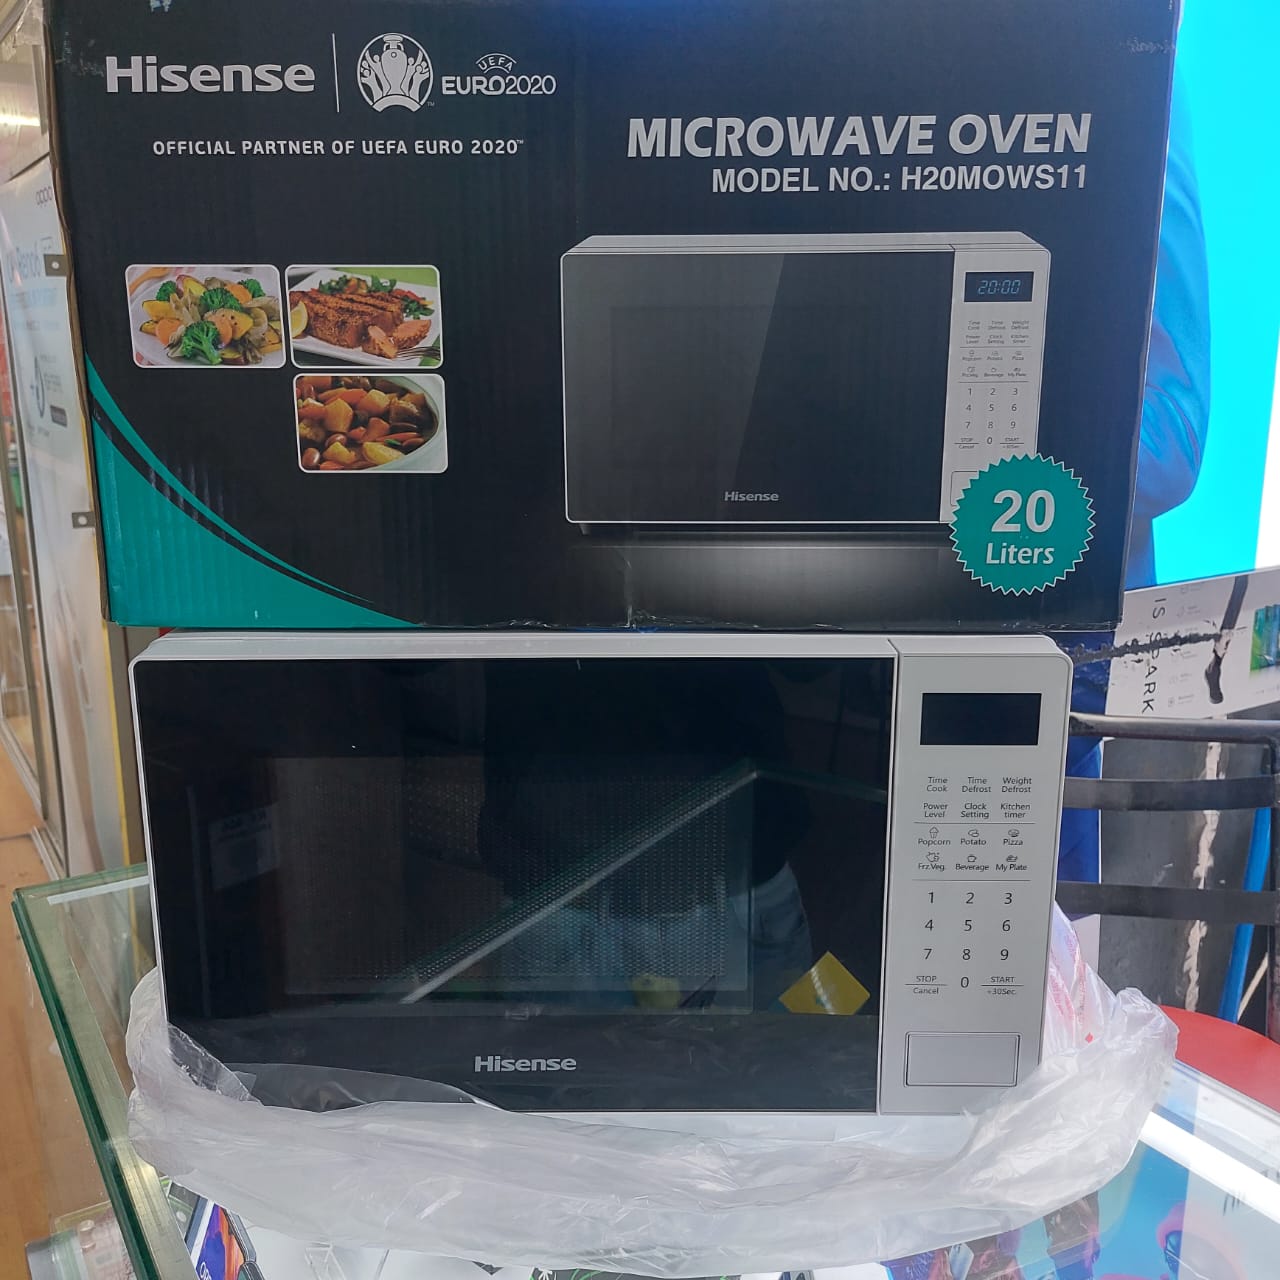 Hisense
UEFA
EURO2020
OFFICIAL PARTNER OF UEFA EURO 2020™
MICROWAVE OVEN
MODEL NO.: H20MOWS11
20:00
Time Cook Time Defrost Weight Defrost
Power Level Clock Setting Kitchen timer
Popcorn Potato Pizza
Frz.Veg. Beverage My Plate
1 2 3
4 5 6
7 8 9
STOP Cancel 0 START +30Sec.
Hisense
20
Liters
Time Cook Time Defrost Weight Defrost
Power Level Clock Setting Kitchen timer
Popcorn Potato Pizza
Frz.Veg. Beverage My Plate
1 2 3
4 5 6
7 8 9
STOP Cancel 0 START +30Sec.
Hisense
oppo
Reno6
IS SPARK